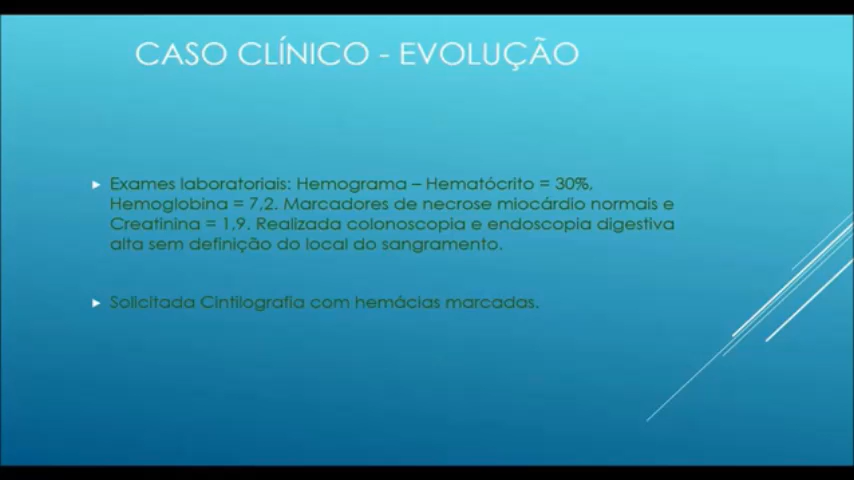 CASO CLÍNICO - EVOLUÇÃO
Exames laboratoriais: Hemograma – Hematócrito = 30%,
Hemoglobina = 7,2. Marcadores de necrose miocárdio normais e
Creatinina = 1,9. Realizada colonoscopia e endoscopia digestiva
alta sem definição do local do sangramento.
Solicitada Cintilografia com hemácias marcadas.